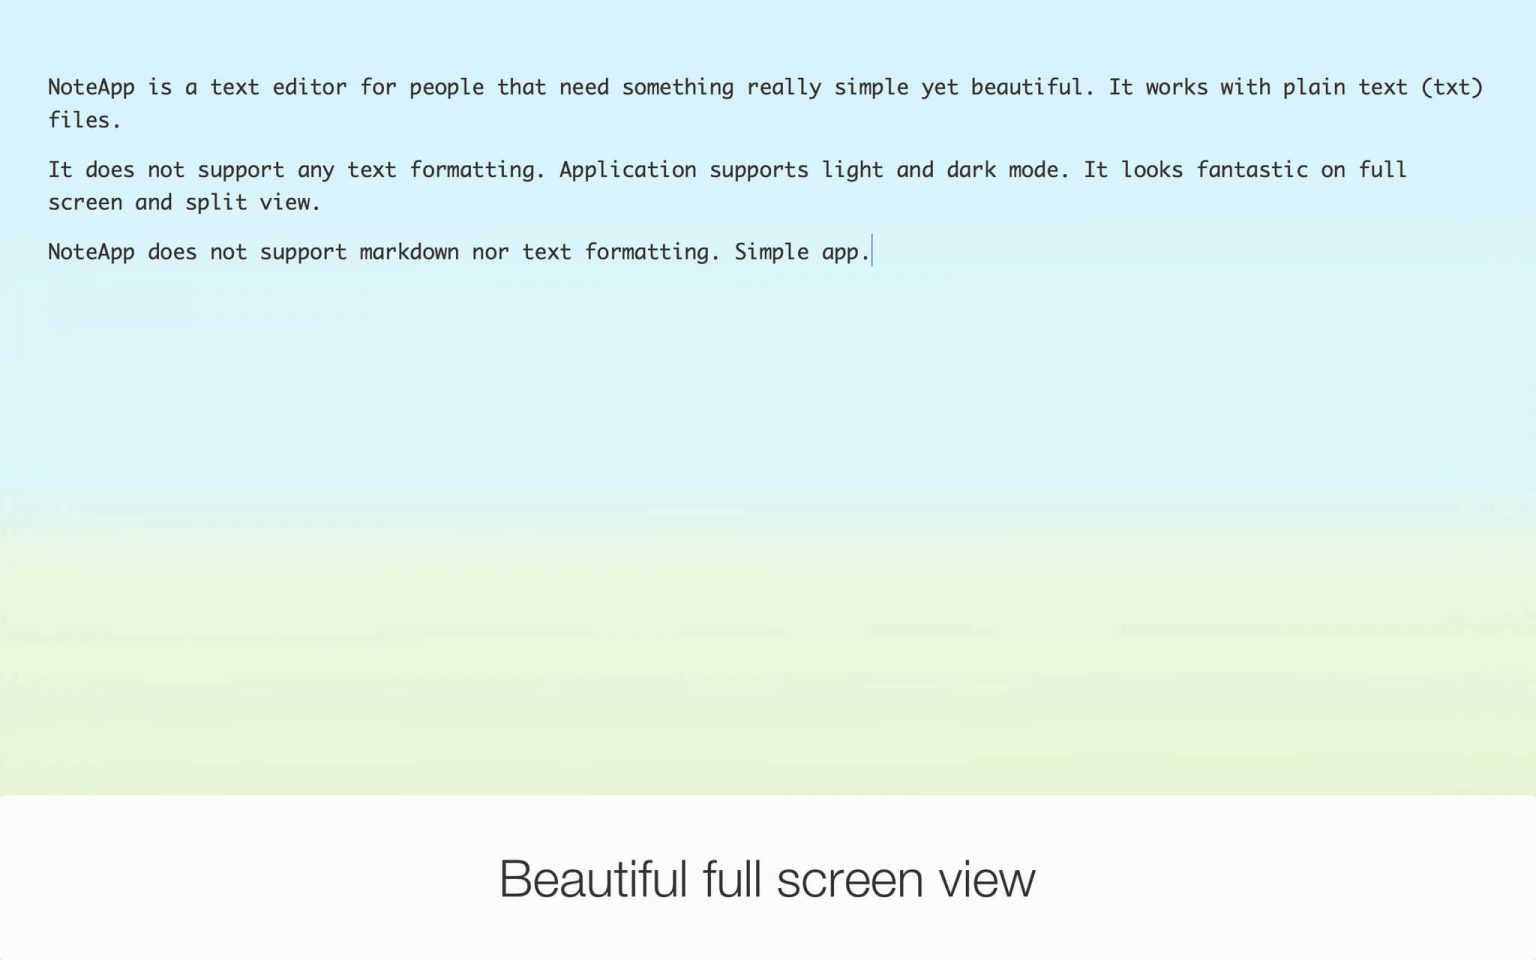 NoteApp is a text editor for people that need something really simple yet beautiful. It works with plain text (txt)
files.
It does not support any text formatting. Application supports light and dark mode. It looks fantastic on full
screen and split view.
NoteApp does not support markdown nor text formatting. Simple app.
Beautiful full screen view